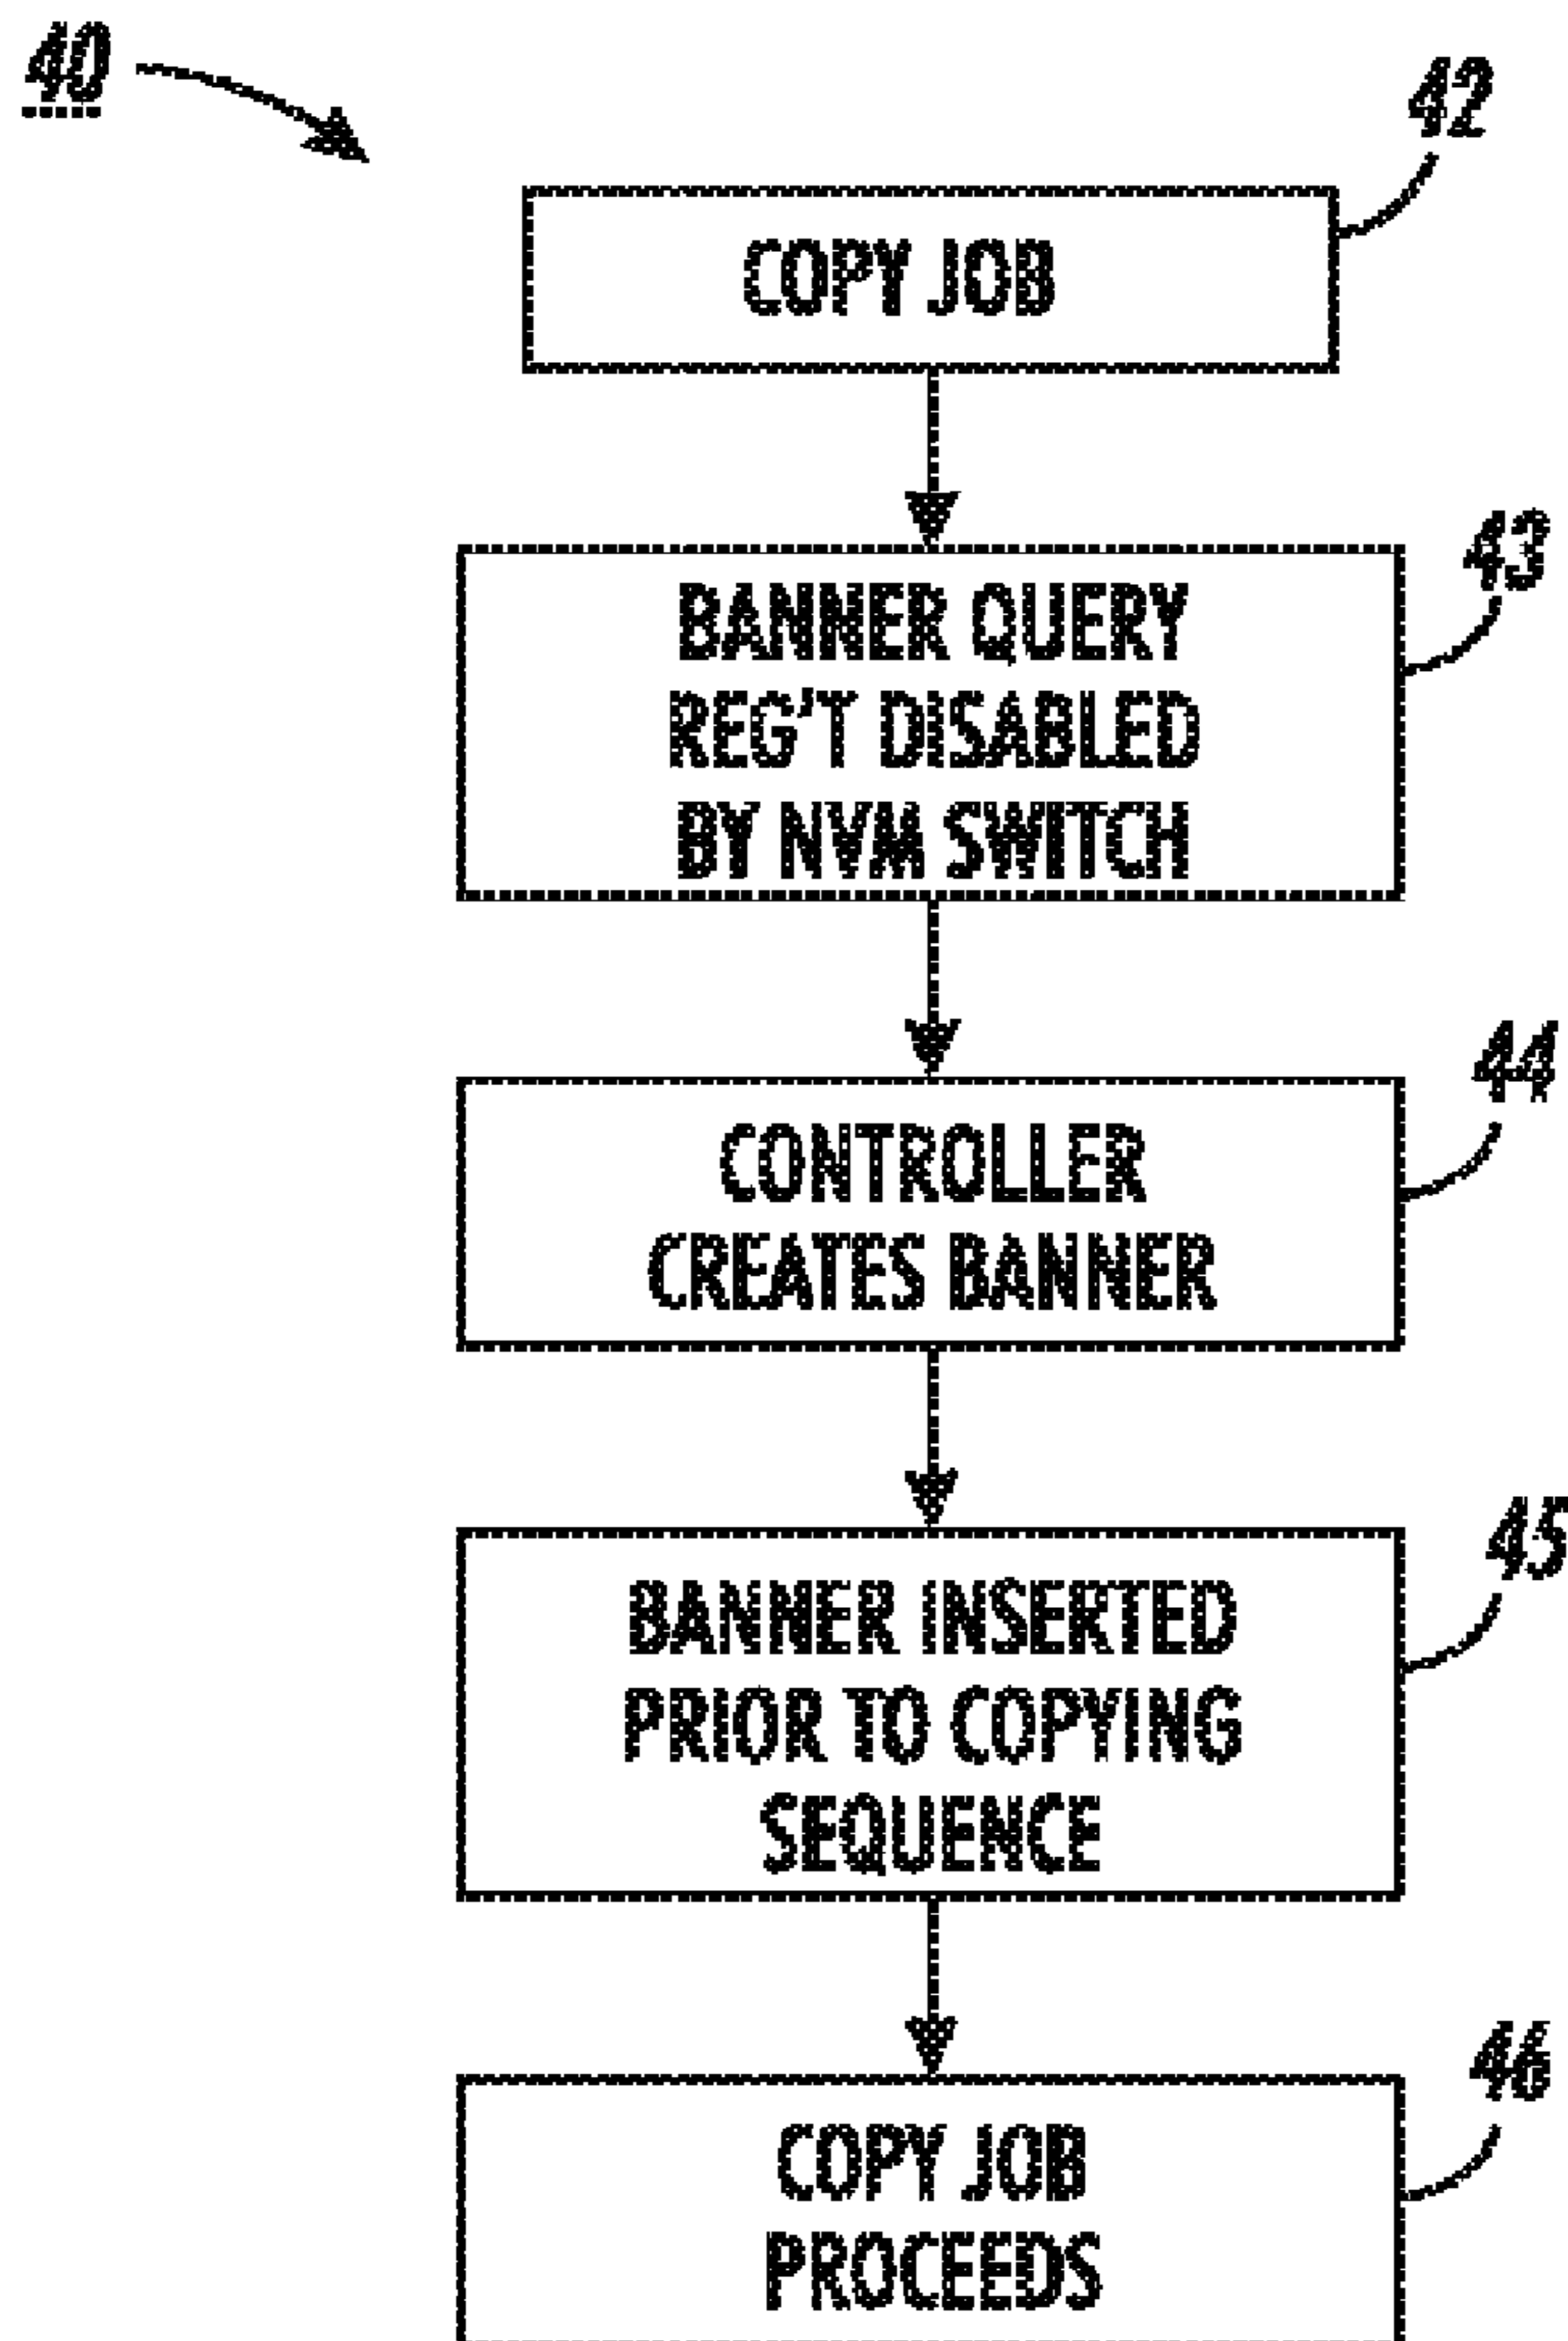 40
42
COPY JOB
43
BANNER QUERY
REG'T DISABLED
BY NVM SWITCH
44
CONTROLLER
CREATES BANNER
45
BANNER INSERTED
PRIOR TO COPYING
SEQUENCE
46
COPY JOB
PROCEEDS